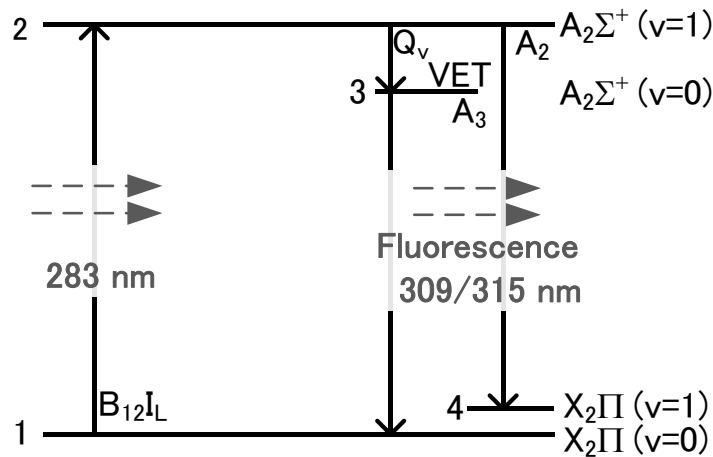 2 A₂Σ⁺ (v=1)
Qᵥ A₂
VET
3 A₂Σ⁺ (v=0)
A₃
Fluorescence
283 nm 309/315 nm
B₁₂I_L
4 X₂Π (v=1)
1 X₂Π (v=0)